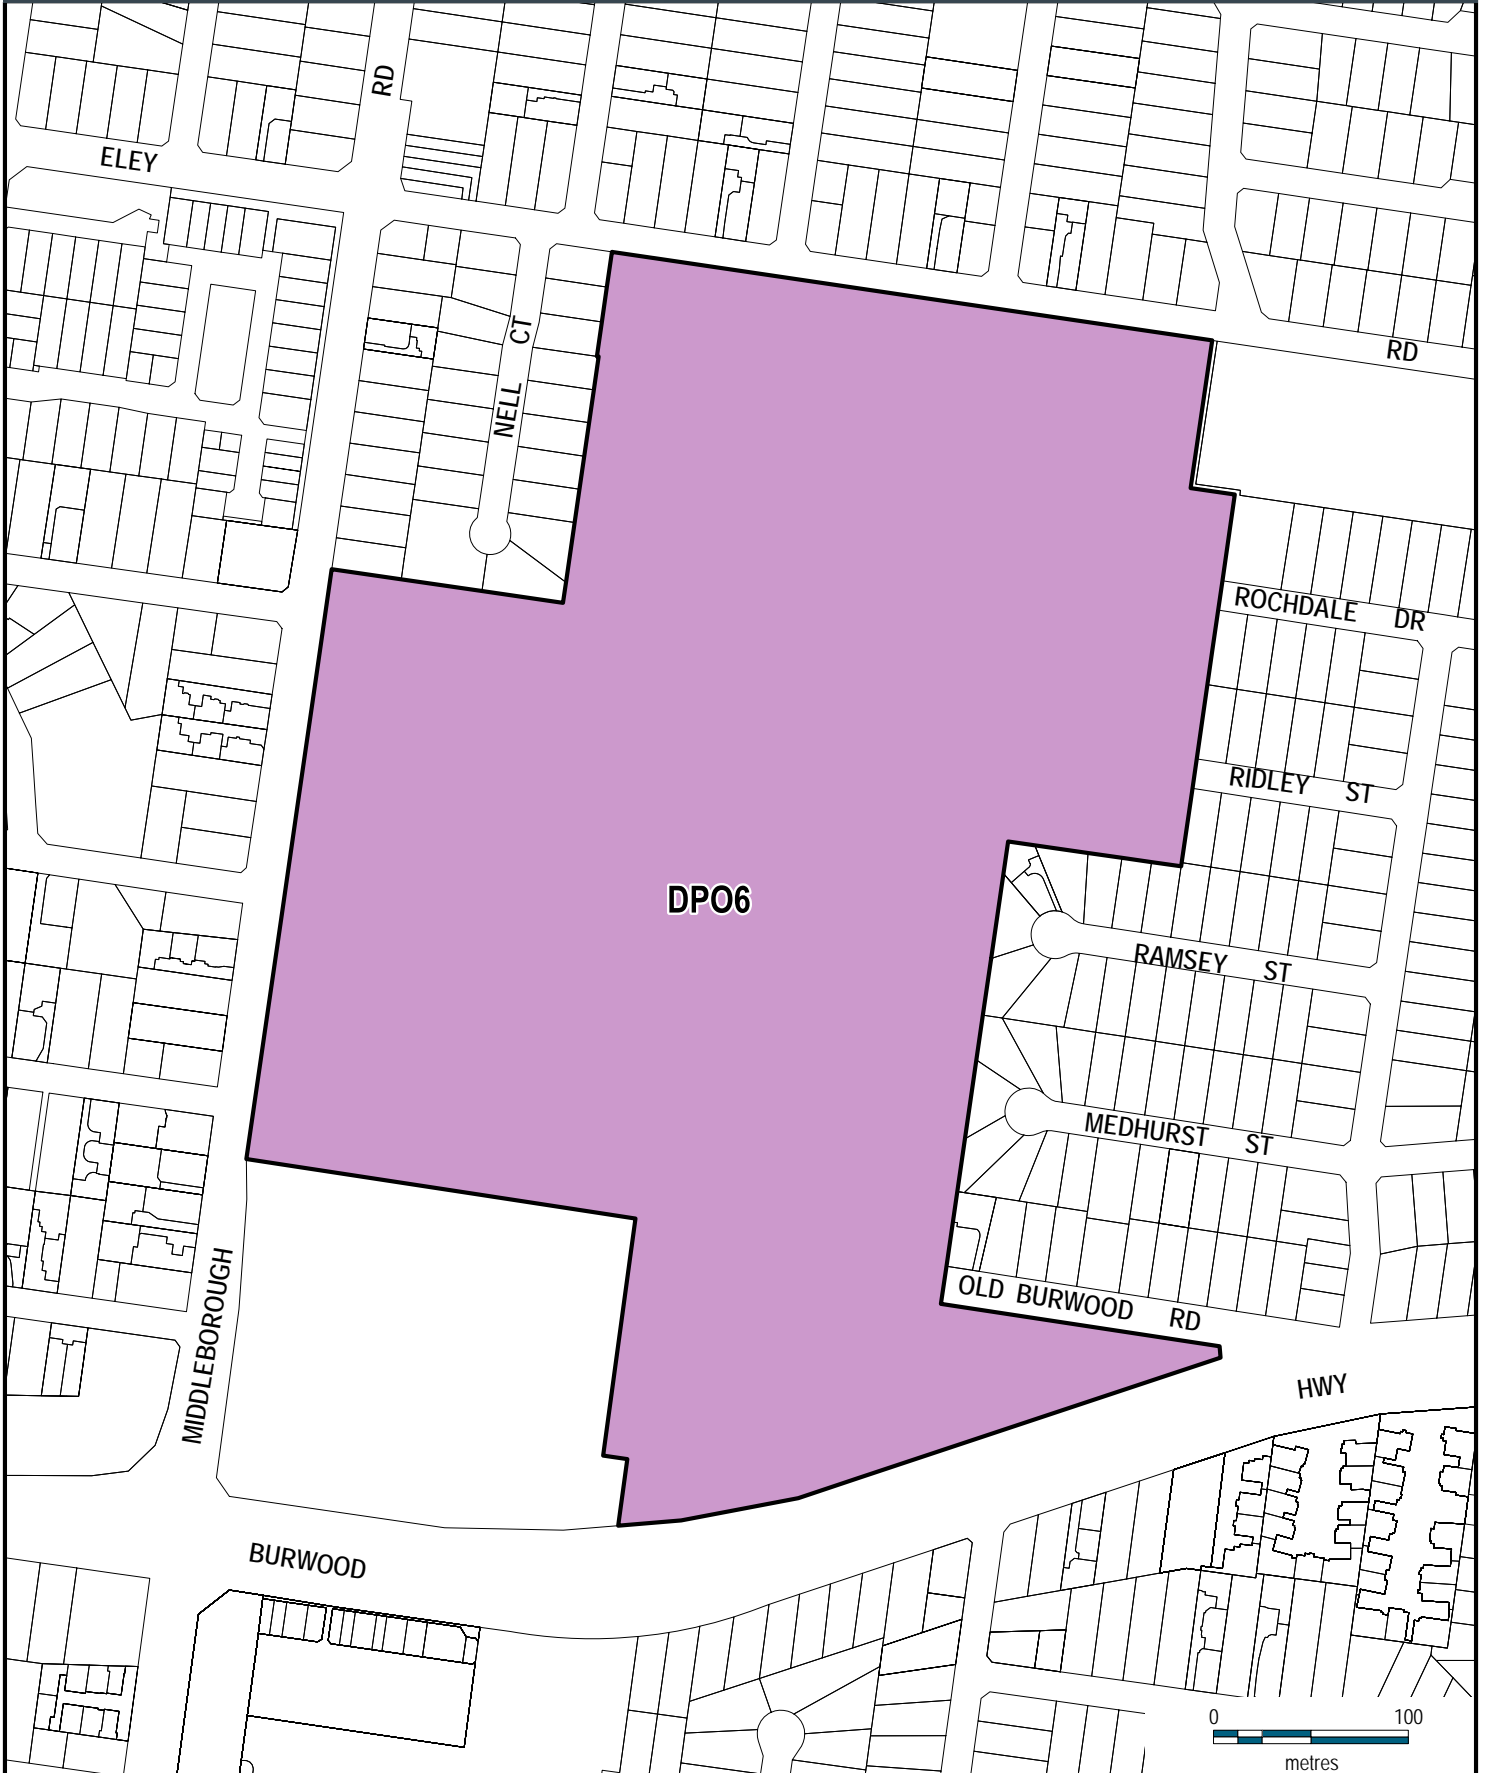 RD
ELEY
NELL CT
RD
ROCHDALE DR
RIDLEY ST
DPO6
RAMSEY ST
MEDHURST ST
OLD BURWOOD RD
MIDDLEBOROUGH
HWY
BURWOOD
0 100
metres